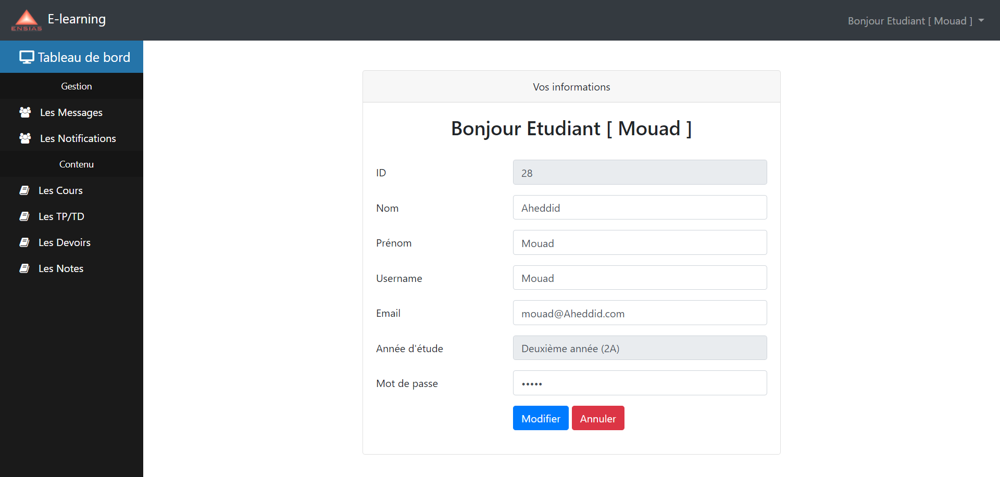 ENSIAS
E-learning
Bonjour Etudiant [ Mouad ]
Tableau de bord
Gestion
Les Messages
Les Notifications
Contenu
Les Cours
Les TP/TD
Les Devoirs
Les Notes
Vos informations
Bonjour Etudiant [ Mouad ]
ID
28
Nom
Aheddid
Prénom
Mouad
Username
Mouad
Email
mouad@Aheddid.com
Année d'étude
Deuxième année (2A)
Mot de passe
•••••
Modifier
Annuler